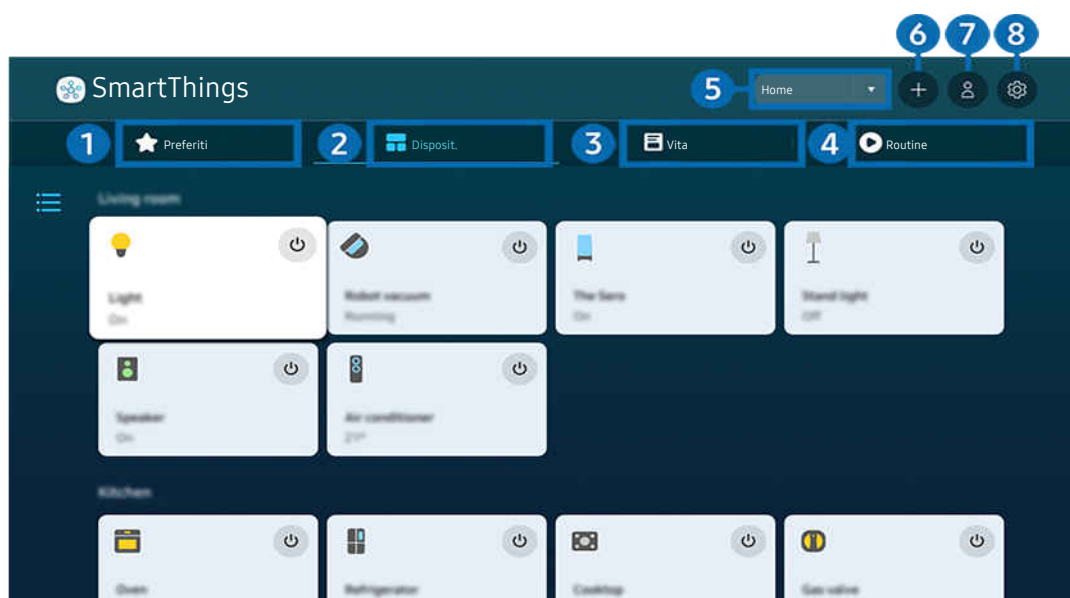 6 7 8
SmartThings
5 Home
1 Preferiti 2 Disposit. 3 Vita 4 Routine
Living room
Light
On
Robot vacuum
Running
The Sero
On
Stand light
Off
Speaker
On
Air conditioner
Kitchen
Oven
Refrigerator
Cooktop
Gas valve